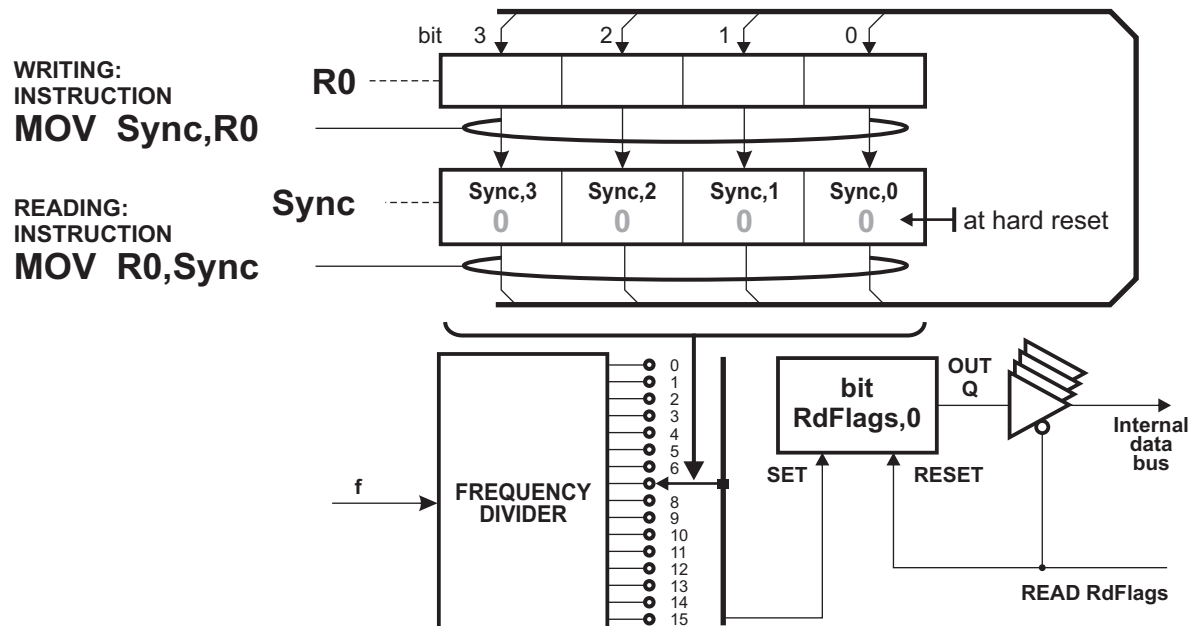 bit 3 2 1 0
WRITING:
INSTRUCTION
MOV Sync,R0
R0
READING:
INSTRUCTION
MOV R0,Sync
Sync
Sync,3 Sync,2 Sync,1 Sync,0
0 0 0 0
at hard reset
f
FREQUENCY
DIVIDER
0
1
2
3
4
5
6
8
9
10
11
12
13
14
15
bit
RdFlags,0
SET
RESET
OUT
Q
Internal
data
bus
READ RdFlags